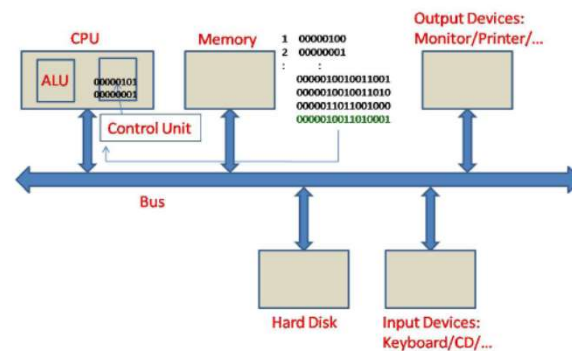 CPU
ALU
00000101
00000001
Control Unit
Memory
1 00000100
2 00000001
: :
0000010010011001
0000010010011010
0000011011001000
0000010011010001
Output Devices:
Monitor/Printer/...
Bus
Hard Disk
Input Devices:
Keyboard/CD/...